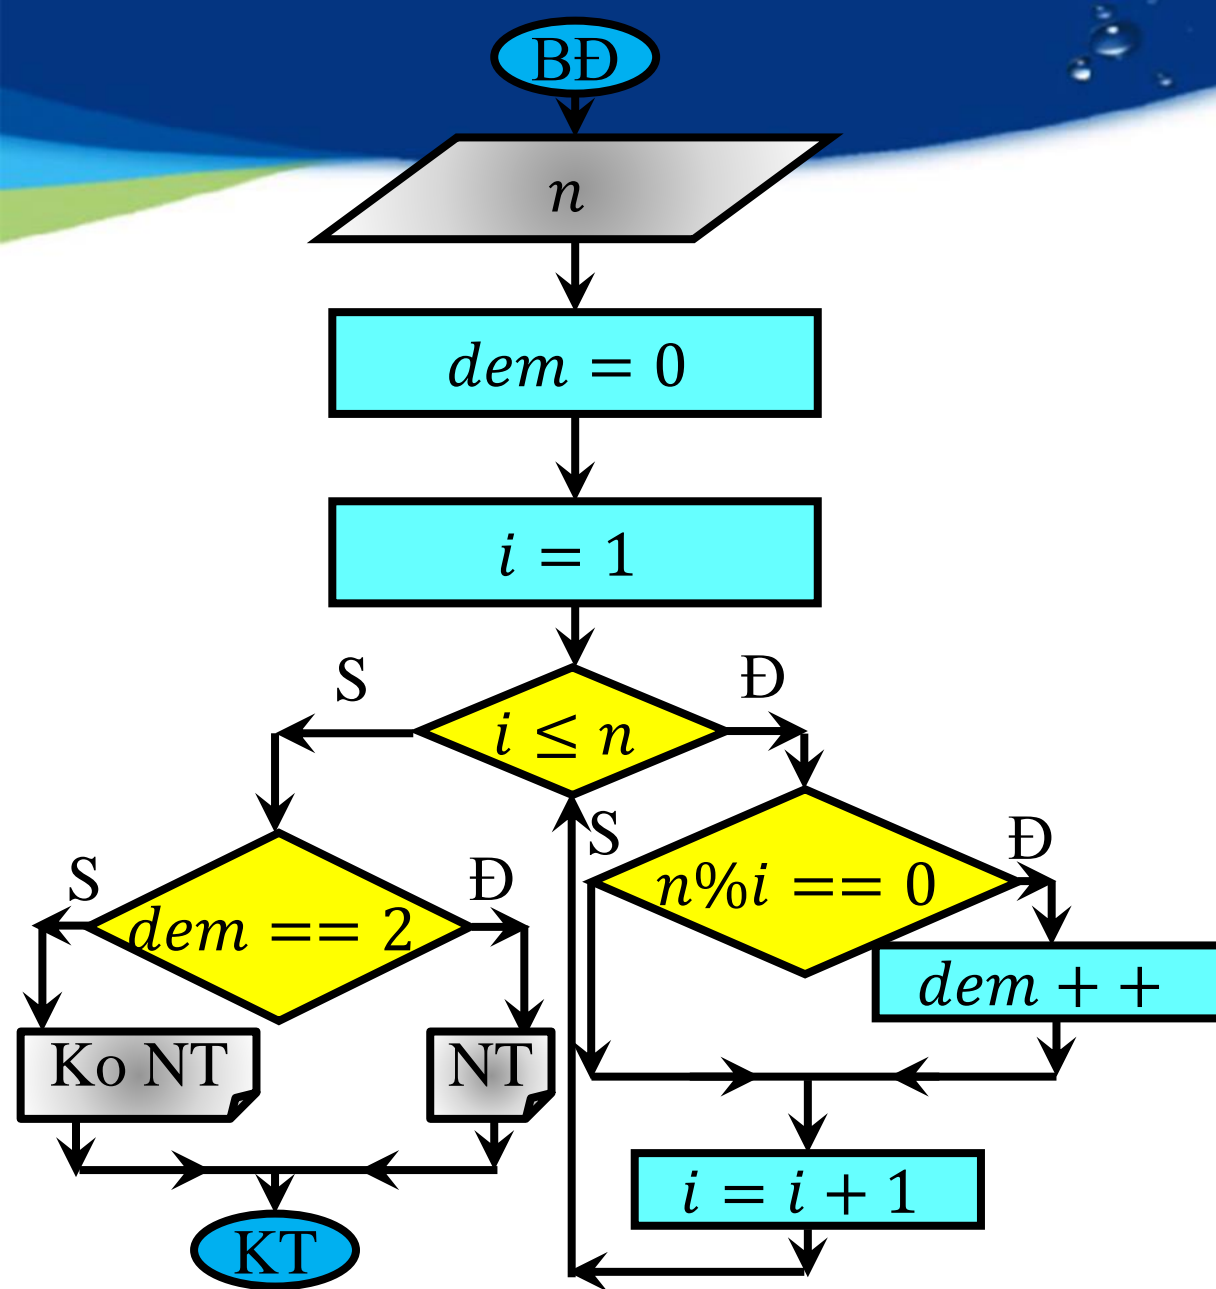 BĐ
n
dem = 0
i = 1
S
Đ
i ≤ n
S
Đ
n%i == 0
S
Đ
dem == 2
dem + +
Ko NT
NT
i = i + 1
KT